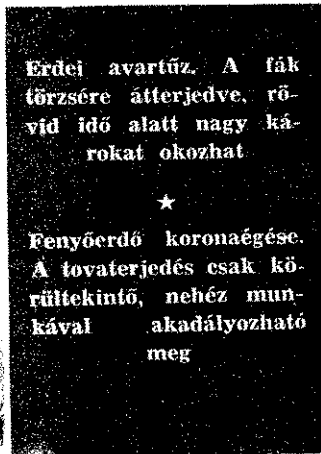 Erdei avartűz. A fák
törzsére átterjedve, rö-
vid idő alatt nagy ká-
rokat okozhat
★
Fenyőerdő koronaégése.
A tovaterjedés csak kö-
rültekintő, nehéz mun-
kával akadályozható
meg